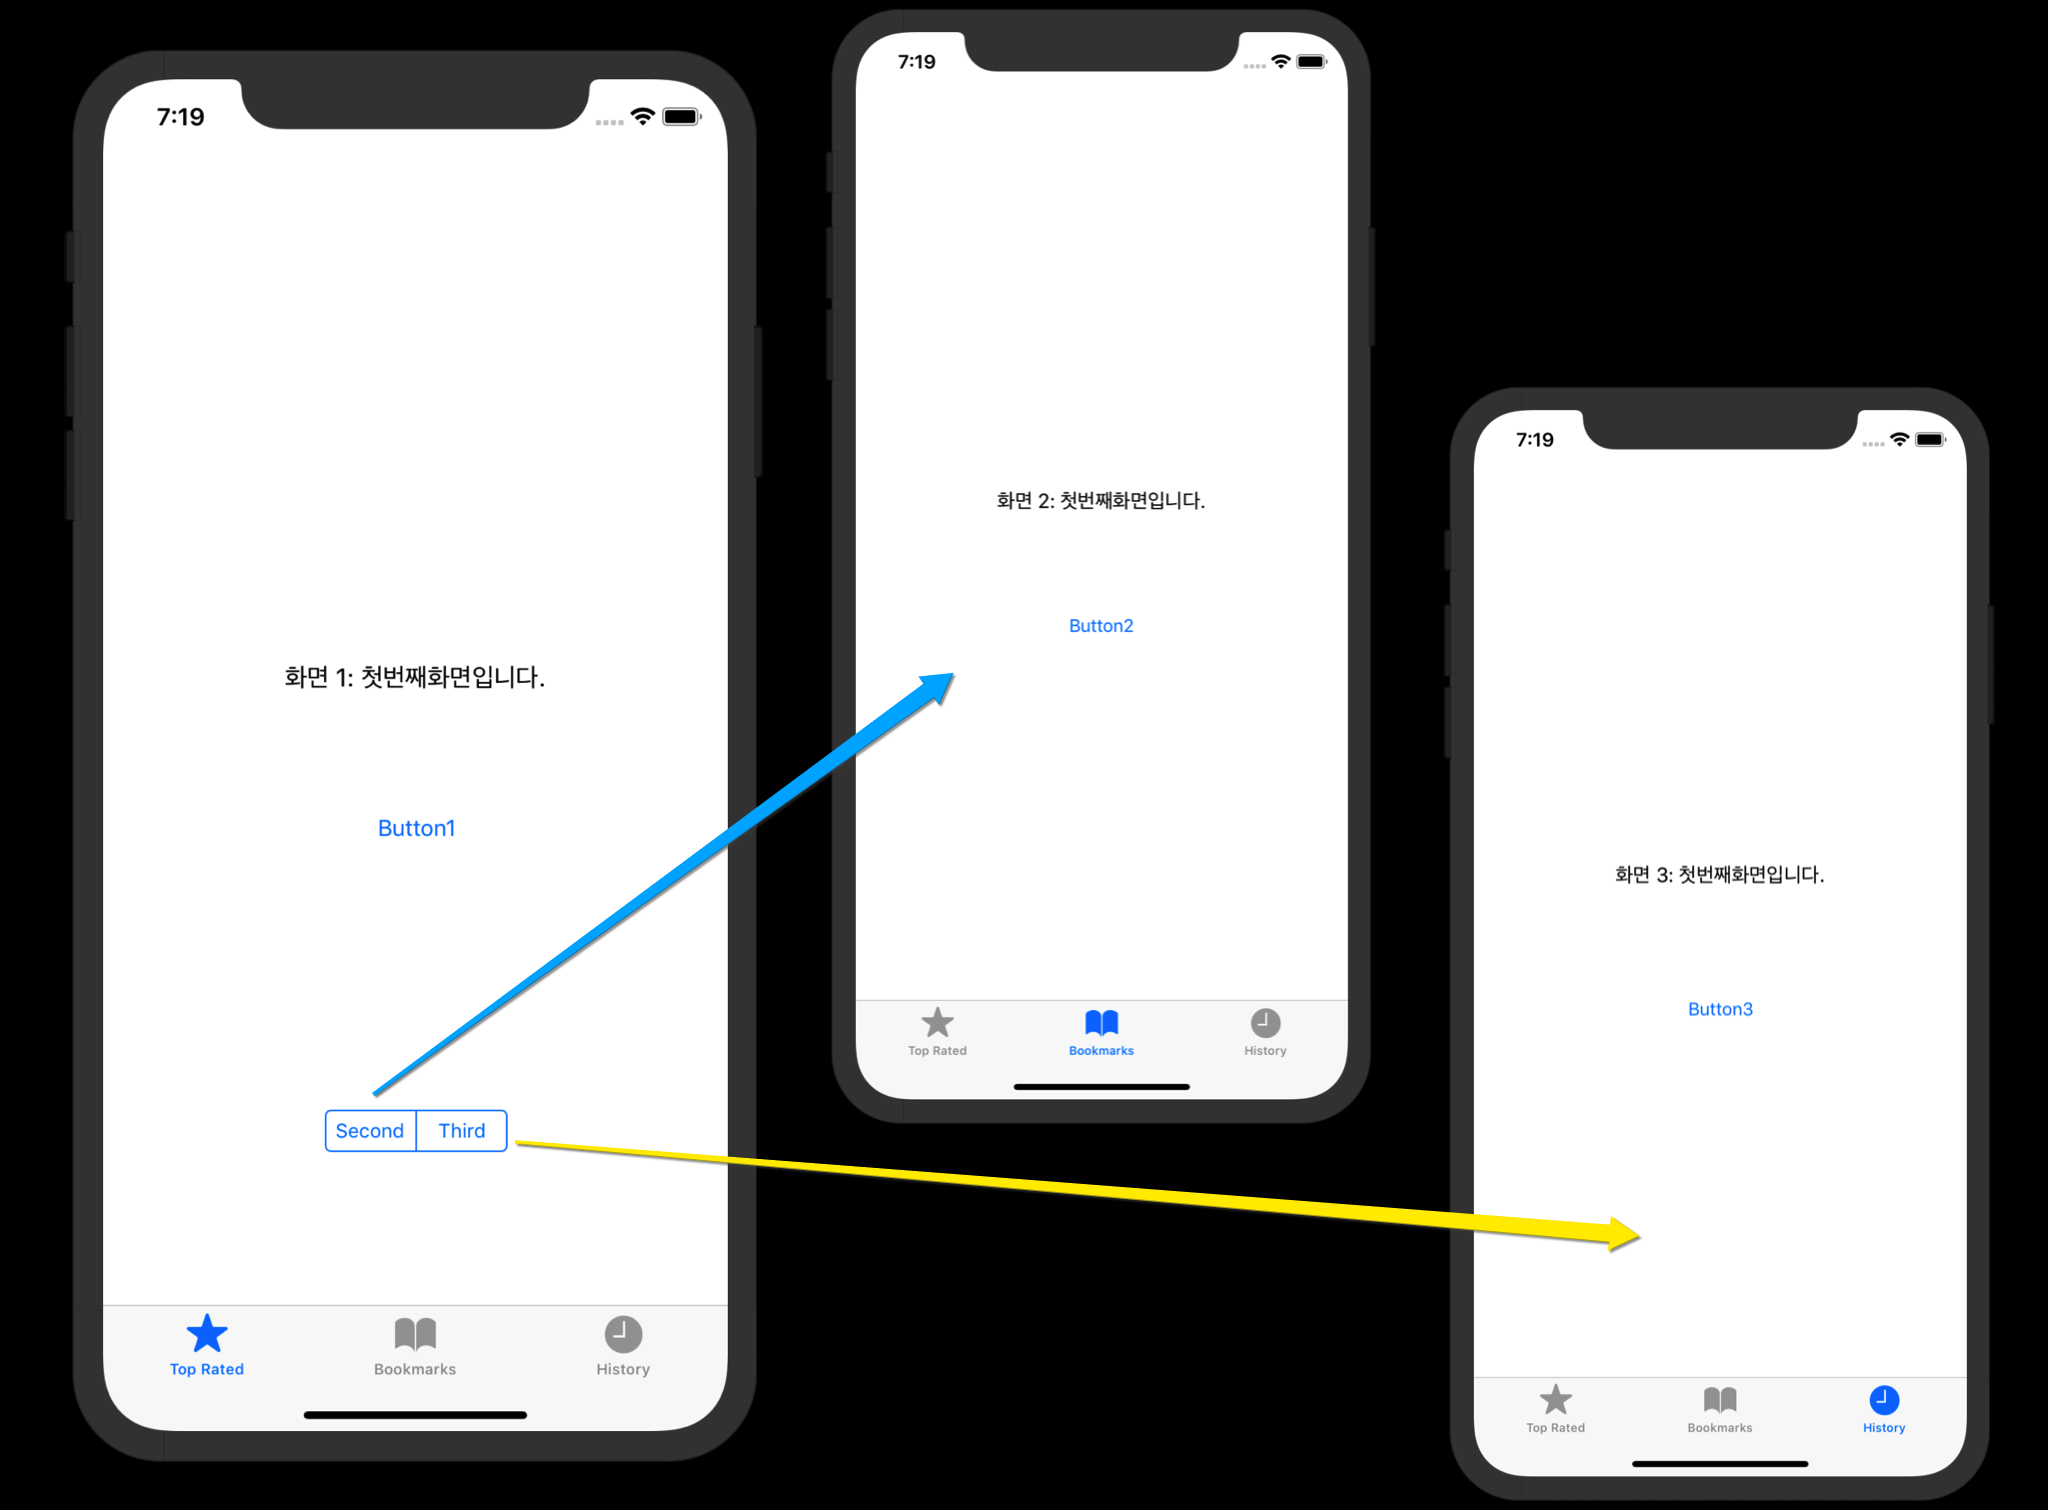 7:19
화면 1: 첫번째화면입니다.
Button1
Second Third
Top Rated Bookmarks History
7:19
화면 2: 첫번째화면입니다.
Button2
Top Rated Bookmarks History
7:19
화면 3: 첫번째화면입니다.
Button3
Top Rated Bookmarks History